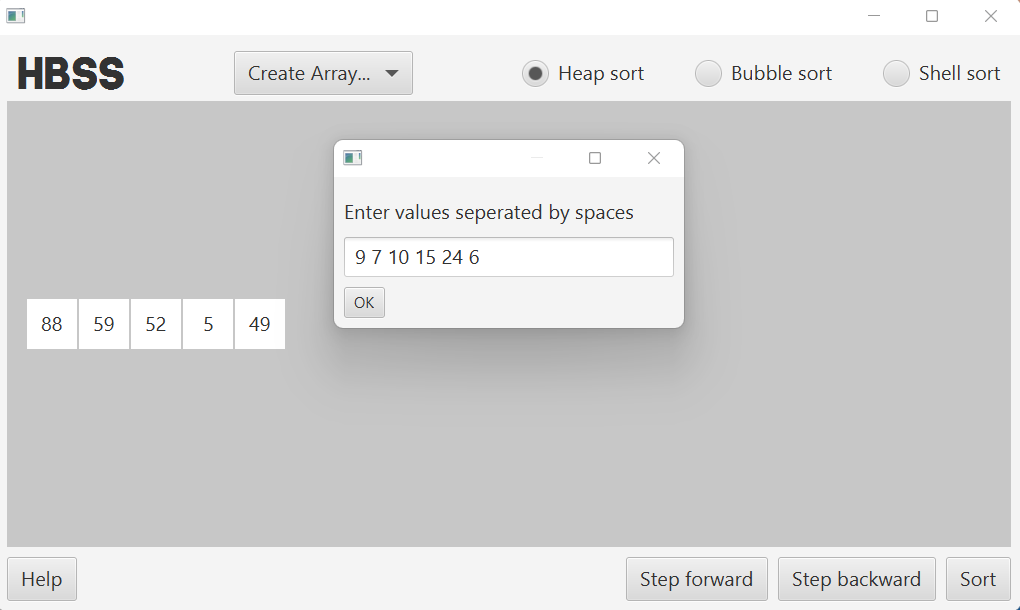 HBSS
Create Array...
Heap sort
Bubble sort
Shell sort
Enter values seperated by spaces
9 7 10 15 24 6
OK
88 59 52 5 49
Help
Step forward
Step backward
Sort